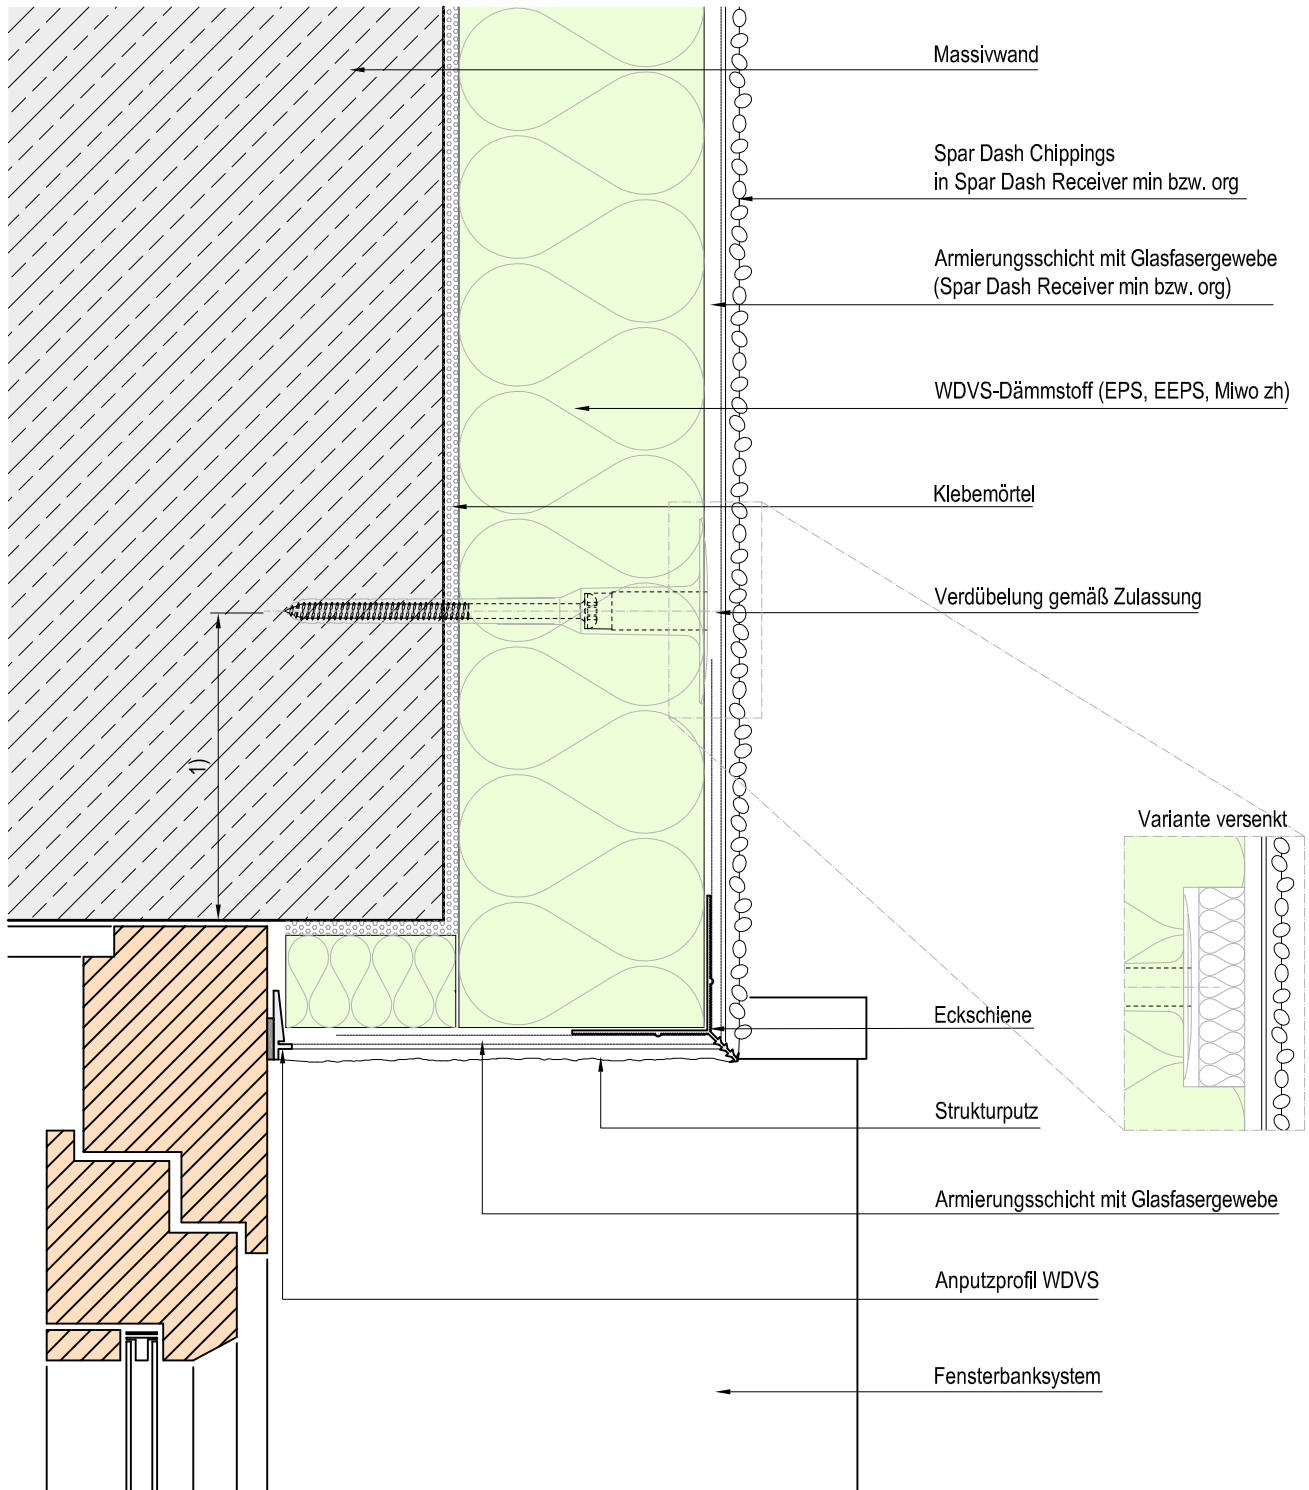 Massivwand
Spar Dash Chippings
in Spar Dash Receiver min bzw. org
Armierungsschicht mit Glasfasergewebe
(Spar Dash Receiver min bzw. org)
WDVS-Dämmstoff (EPS, EEPS, Miwo zh)
Klebemörtel
Verdübelung gemäß Zulassung
1)
Variante versenkt
Eckschiene
Strukturputz
Armierungsschicht mit Glasfasergewebe
Anputzprofil WDVS
Fensterbanksystem